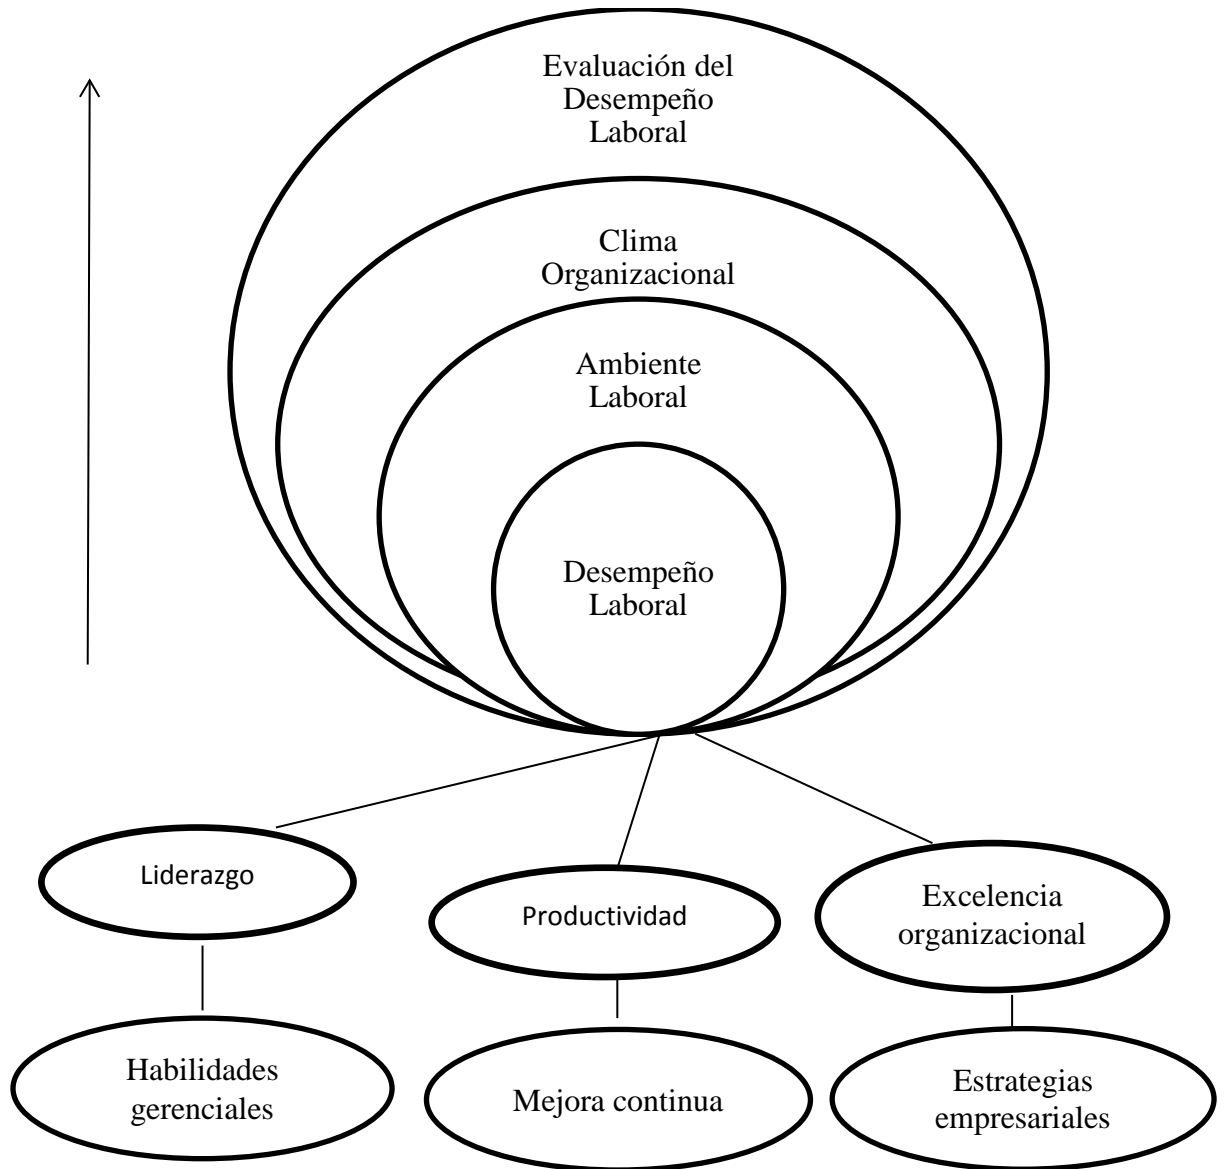 Evaluación del
Desempeño
Laboral
Clima
Organizacional
Ambiente
Laboral
Desempeño
Laboral
Liderazgo
Productividad
Excelencia
organizacional
Habilidades
gerenciales
Mejora continua
Estrategias
empresariales